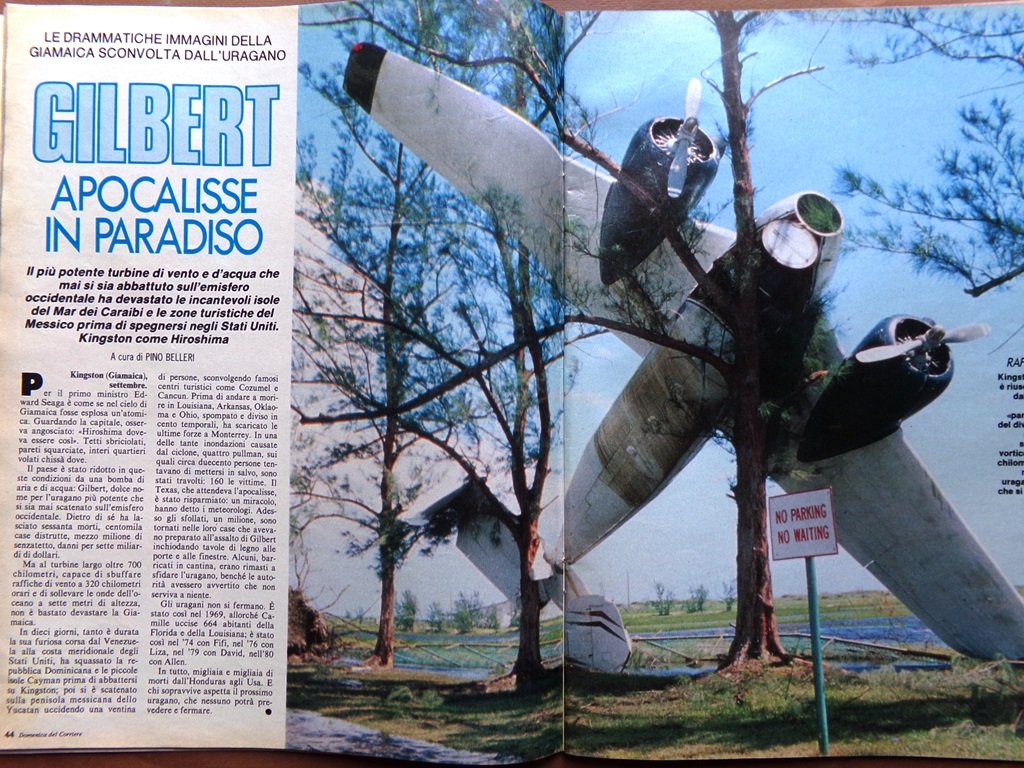 LE DRAMMATICHE IMMAGINI DELLA
GIAMAICA SCONVOLTA DALL'URAGANO
GILBERT
APOCALISSE
IN PARADISO
Il più potente turbine di vento e d'acqua che
mai si sia abbattuto sull'emisfero
occidentale ha devastato le incantevoli isole
del Mar dei Caraibi e le zone turistiche del
Messico prima di spegnersi negli Stati Uniti.
Kingston come Hiroshima
A cura di PINO BELLERI
Kingston (Giamaica),
settembre.
Per il primo ministro Ed-
ward Seaga è come se nel cielo di
Giamaica fosse esplosa un'atomi-
ca. Guardando la capitale, osser-
va angosciato: «Hiroshima dove-
va essere così». Tetti sbriciolati,
pareti squarciate, interi quartieri
volati chissà dove.
Il paese è stato ridotto in que-
ste condizioni da una bomba di
aria e di acqua: Gilbert, dolce no-
me per l'uragano più potente che
si sia mai scatenato sull'emisfero
occidentale. Dietro di sé ha la-
sciato sessanta morti, centomila
case distrutte, mezzo milione di
senzatetto, danni per sette miliar-
di di dollari.
Ma al turbine largo oltre 700
chilometri, capace di sbuffare
raffiche di vento a 320 chilometri
orari e di sollevare le onde dell'o-
ceano a sette metri di altezza,
non è bastato devastare la Gia-
maica.
In dieci giorni, tanto è durata
la sua furiosa corsa dal Venezue-
la alla costa meridionale degli
Stati Uniti, ha squassato la re-
pubblica Dominicana e le piccole
isole Cayman prima di abbattersi
su Kingston; poi si è scatenato
sulla penisola messicana dello
Yucatan uccidendo una ventina
di persone, sconvolgendo famosi
centri turistici come Cozumel e
Cancun. Prima di andare a mori-
re in Louisiana, Arkansas, Oklao-
ma e Ohio, spompato e diviso in
cento temporali, ha scaricato le
ultime forze a Monterrey. In una
delle tante inondazioni causate
dal ciclone, quattro pullman, sui
quali circa duecento persone ten-
tavano di mettersi in salvo, sono
stati travolti: 160 le vittime. Il
Texas, che attendeva l'apocalisse,
è stato risparmiato: un miracolo,
hanno detto i meteorologi. Ades-
so gli sfollati, un milione, sono
tornati nelle loro case che aveva-
no preparato all'assalto di Gilbert
inchiodando tavole di legno alle
porte e alle finestre. Alcuni, bar-
ricati in cantina, erano rimasti a
sfidare l'uragano, benché le auto-
rità avessero avvertito che non
serviva a niente.
Gli uragani non si fermano. È
stato così nel 1969, allorché Ca-
mille uccise 664 abitanti della
Florida e della Louisiana; è stato
così nel '74 con Fifi, nel '76 con
Liza, nel '79 con David, nell'80
con Allen.
In tutto, migliaia e migliaia di
morti dall'Honduras agli Usa. E
chi sopravvive aspetta il prossimo
uragano, che nessuno potrà pre-
vedere e fermare.
44 Domenica del Corriere
NO PARKING
NO WAITING
RAF
Kingst
è rius
da
«par
del div
vortic
chilom
uraga
che si